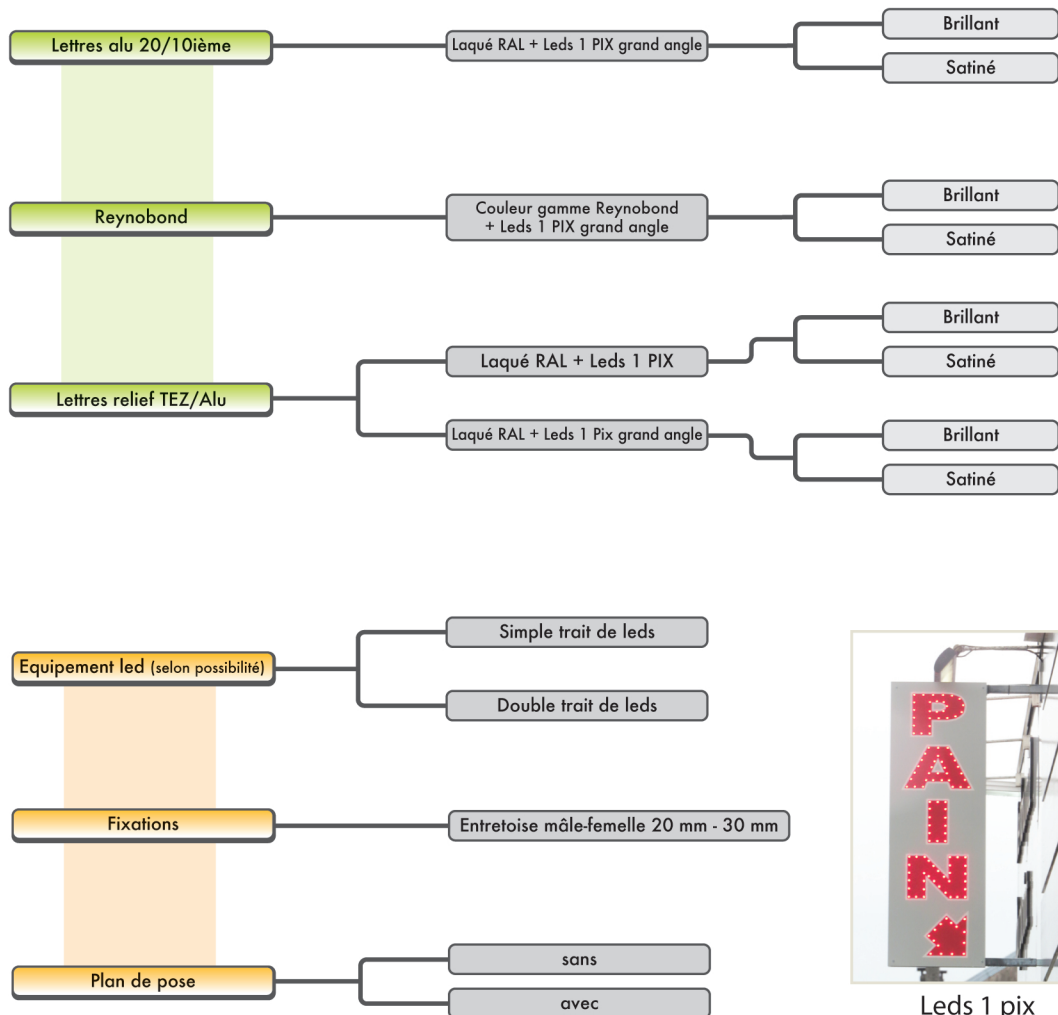 Lettres alu 20/10ième
Laqué RAL + Leds 1 PIX grand angle
Brillant
Satiné
Reynobond
Couleur gamme Reynobond
+ Leds 1 PIX grand angle
Brillant
Satiné
Lettres relief TEZ/Alu
Laqué RAL + Leds 1 PIX
Brillant
Satiné
Laqué RAL + Leds 1 Pix grand angle
Brillant
Satiné
Equipement led (selon possibilité)
Simple trait de leds
Double trait de leds
Fixations
Entretoise mâle-femelle 20 mm - 30 mm
Plan de pose
sans
avec
PAIN
Leds 1 pix